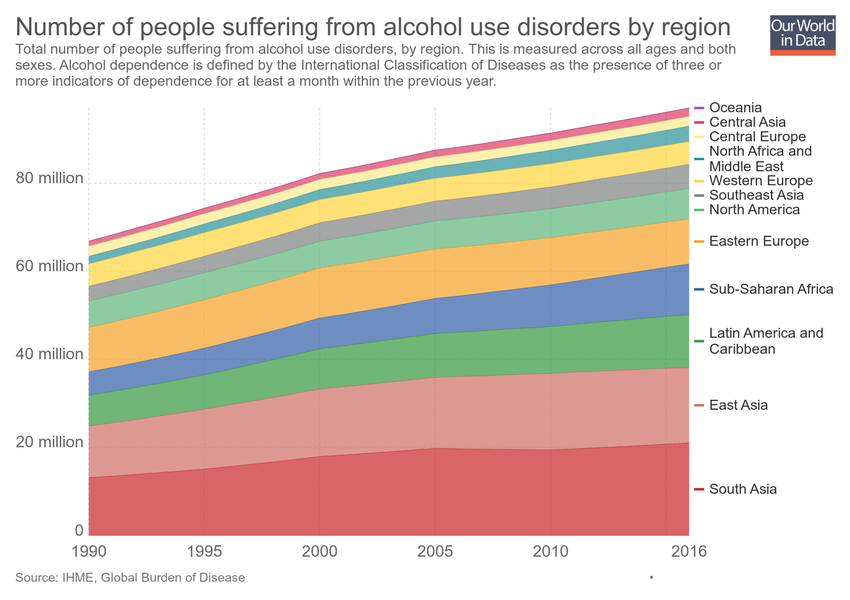 Number of people suffering from alcohol use disorders by region
Our World
in Data
Total number of people suffering from alcohol use disorders, by region. This is measured across all ages and both
sexes. Alcohol dependence is defined by the International Classification of Diseases as the presence of three or
more indicators of dependence for at least a month within the previous year.
Oceania
Central Asia
Central Europe
North Africa and
Middle East
Western Europe
Southeast Asia
North America
Eastern Europe
Sub-Saharan Africa
Latin America and
Caribbean
East Asia
South Asia
80 million
60 million
40 million
20 million
0
1990
1995
2000
2005
2010
2016
Source: IHME, Global Burden of Disease